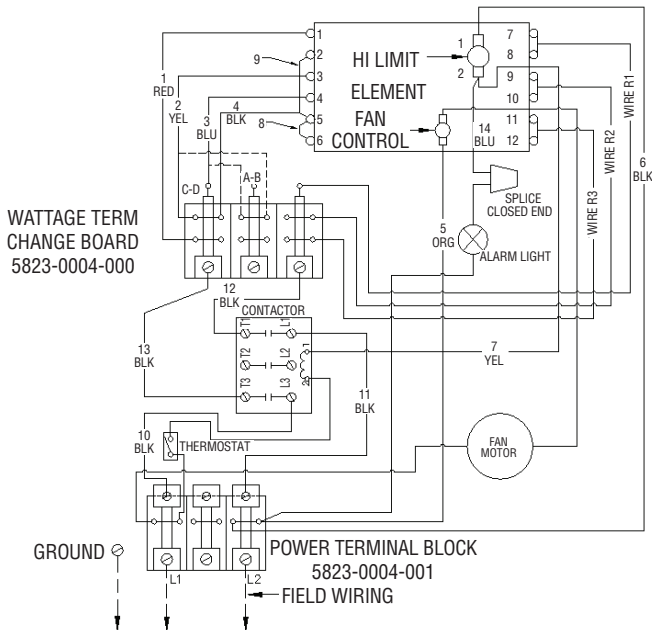 1
2
3
4
5
6
HI LIMIT
ELEMENT
FAN
CONTROL
1
2
7
8
9
10
11
12
9
8
1
RED
2
YEL
3
BLU
4
BLK
14
BLU
WIRE R1
WIRE R2
WIRE R3
6
BLK
C-D
A-B
SPLICE
CLOSED END
5
ORG
ALARM LIGHT
WATTAGE TERM
CHANGE BOARD
5823-0004-000
12
BLK
CONTACTOR
T1
L1
T2
L2
T3
L3
1
2
13
BLK
7
YEL
11
BLK
10
BLK
THERMOSTAT
FAN
MOTOR
GROUND
L1
L2
POWER TERMINAL BLOCK
5823-0004-001
FIELD WIRING